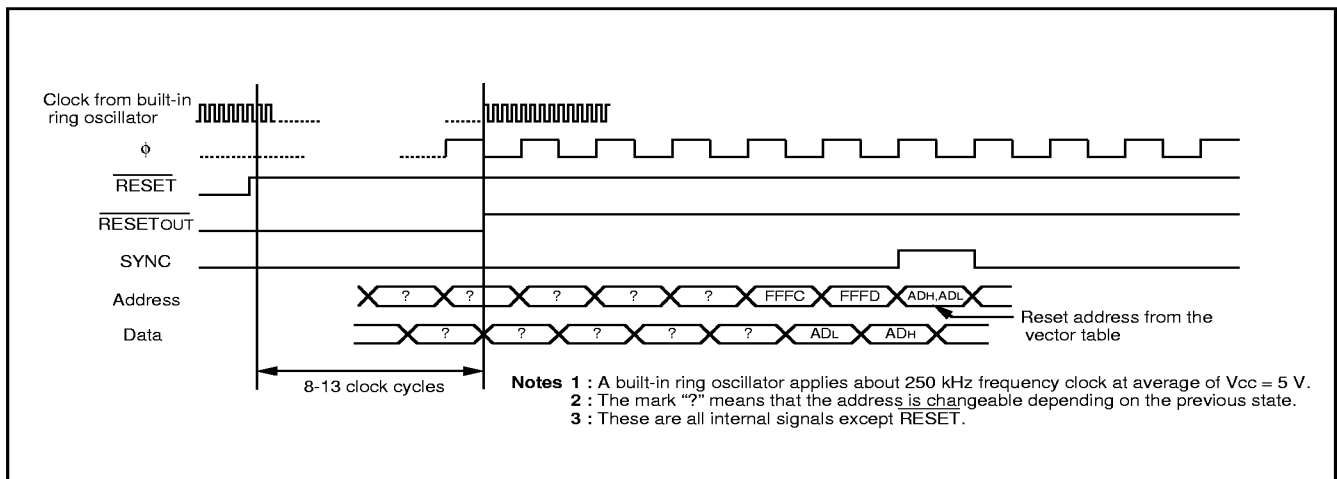 Clock from built-in
ring oscillator
ϕ
RESET
RESETOUT
SYNC
Address
? ? ? ? ? FFFC FFFD ADH,ADL
Data
? ? ? ? ? ADL ADH
Reset address from the
vector table
8-13 clock cycles
Notes 1 : A built-in ring oscillator applies about 250 kHz frequency clock at average of Vcc = 5 V.
2 : The mark “?” means that the address is changeable depending on the previous state.
3 : These are all internal signals except RESET.